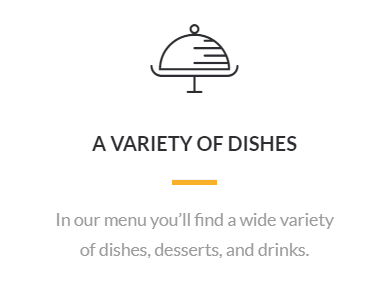 A VARIETY OF DISHES
In our menu you'll find a wide variety
of dishes, desserts, and drinks.